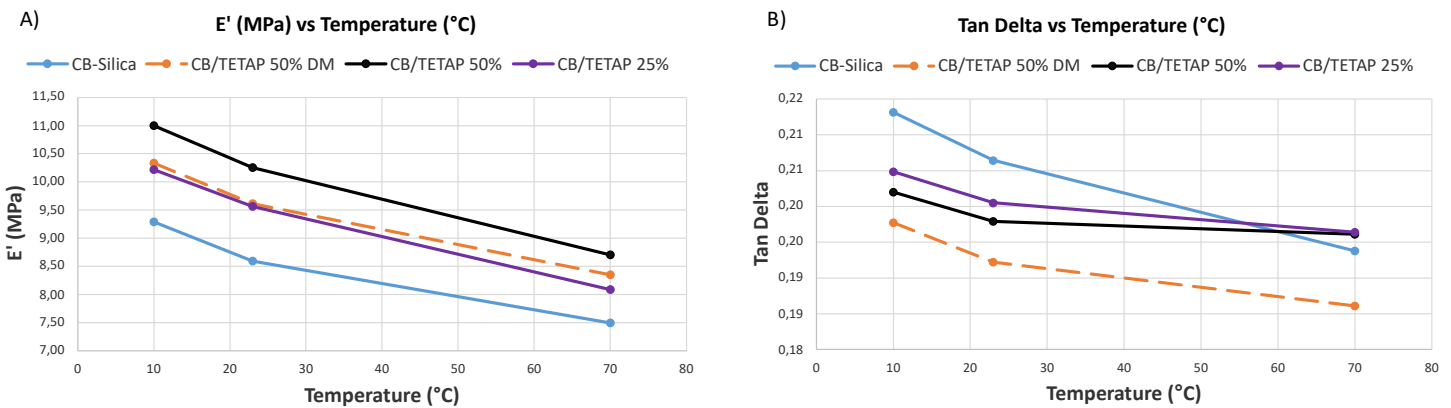 A)
E' (MPa) vs Temperature (°C)
CB-Silica CB/TETAP 50% DM CB/TETAP 50% CB/TETAP 25%
11,50
11,00
10,50
10,00
9,50
9,00
8,50
8,00
7,50
7,00
E' (MPa)
0 10 20 30 40 50 60 70 80
Temperature (°C)
B)
Tan Delta vs Temperature (°C)
CB-Silica CB/TETAP 50% DM CB/TETAP 50% CB/TETAP 25%
0,22
0,21
0,21
0,20
0,20
0,19
0,19
0,18
Tan Delta
0 10 20 30 40 50 60 70 80
Temperature (°C)